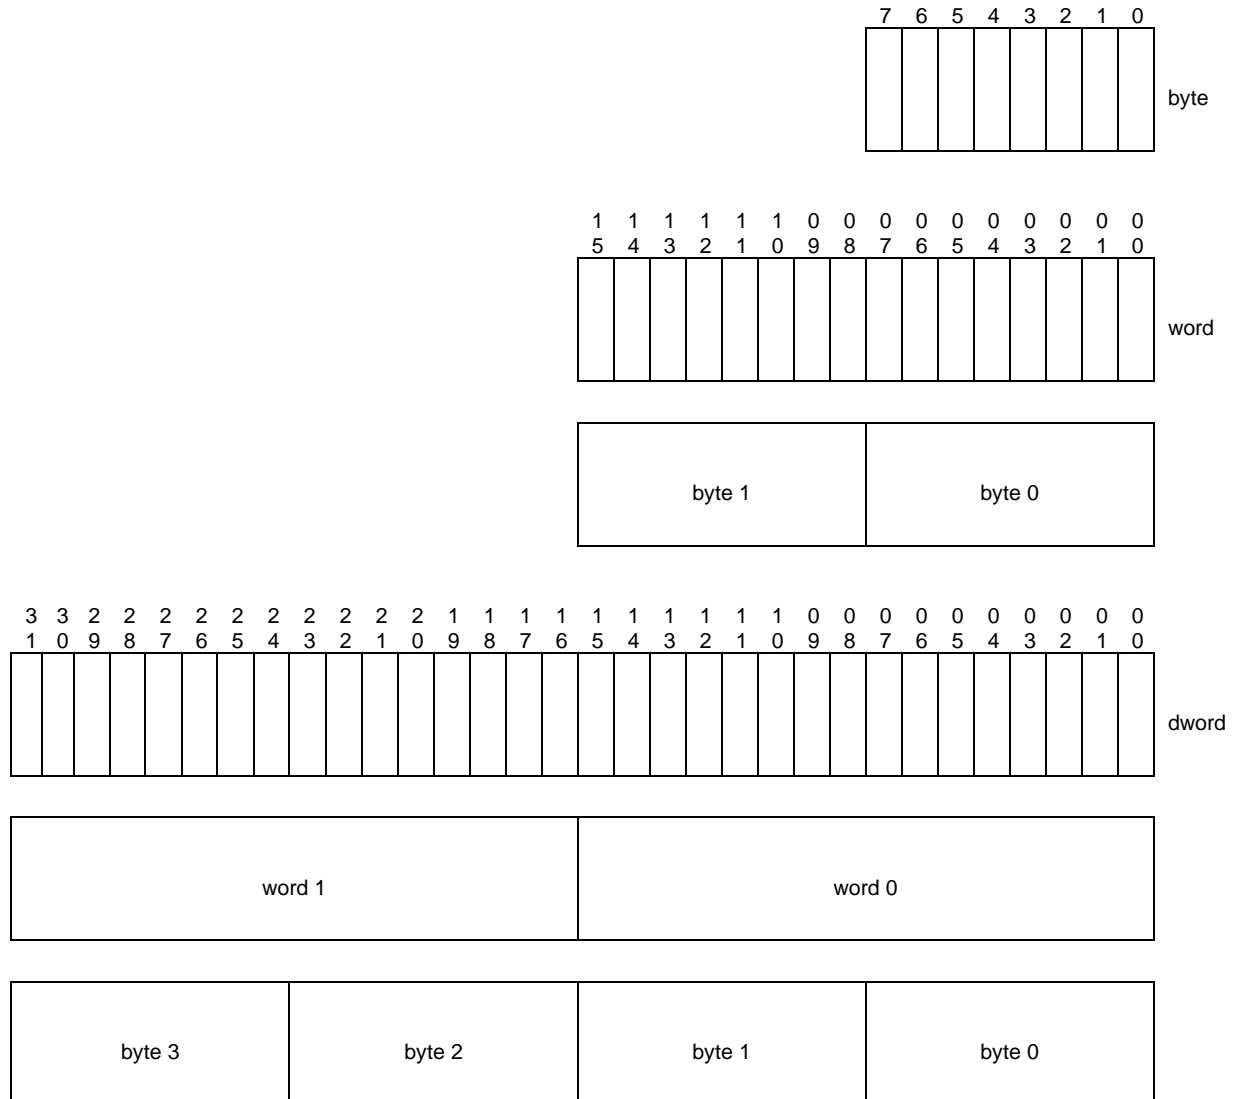 7 6 5 4 3 2 1 0
byte
1 1 1 1 1 1 0 0 0 0 0 0 0 0 0 0
5 4 3 2 1 0 9 8 7 6 5 4 3 2 1 0
word
byte 1 byte 0
3 3 2 2 2 2 2 2 2 2 2 2 1 1 1 1 1 1 1 1 1 1 0 0 0 0 0 0 0 0 0 0
1 0 9 8 7 6 5 4 3 2 1 0 9 8 7 6 5 4 3 2 1 0 9 8 7 6 5 4 3 2 1 0
dword
word 1 word 0
byte 3 byte 2 byte 1 byte 0